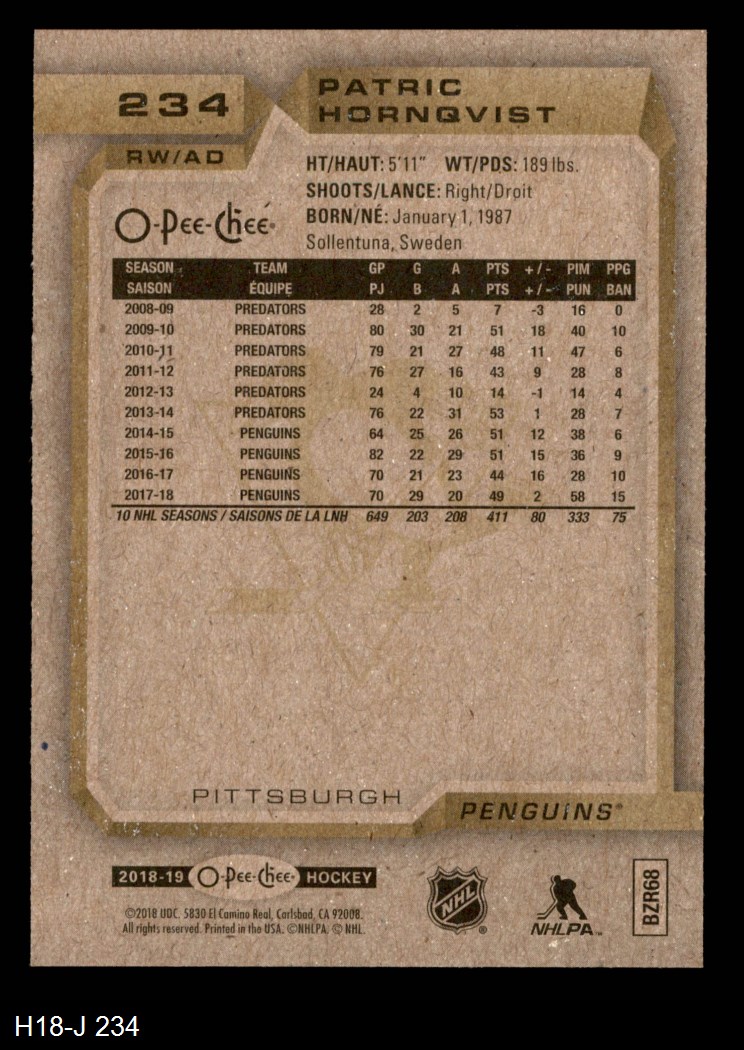 234
PATRIC
HORNQVIST
RW/AD
HT/HAUT: 5'11" WT/PDS: 189 lbs.
SHOOTS/LANCE: Right/Droit
BORN/NÉ: January 1, 1987
Sollentuna, Sweden
O-Pee-Chee
SEASON TEAM GP G A PTS +/- PIM PPG
SAISON ÉQUIPE PJ B A PTS +/- PUN BAN
2008-09 PREDATORS 28 2 5 7 -3 16 0
2009-10 PREDATORS 80 30 21 51 18 40 10
2010-11 PREDATORS 79 21 27 48 11 47 6
2011-12 PREDATORS 76 27 16 43 9 28 8
2012-13 PREDATORS 24 4 10 14 -1 14 4
2013-14 PREDATORS 76 22 31 53 1 28 7
2014-15 PENGUINS 64 25 26 51 12 38 6
2015-16 PENGUINS 82 22 29 51 15 36 9
2016-17 PENGUINS 70 21 23 44 16 28 10
2017-18 PENGUINS 70 29 20 49 2 58 15
10 NHL SEASONS / SAISONS DE LA LNH 649 203 208 411 80 333 75
PITTSBURGH
PENGUINS®
2018-19 O-Pee-Chee HOCKEY
©2018 UDC. 5830 El Camino Real, Carlsbad, CA 92008.
All rights reserved. Printed in the USA. ©NHLPA. © NHL.
NHL®
NHLPA™
BZR68
H18-J 234